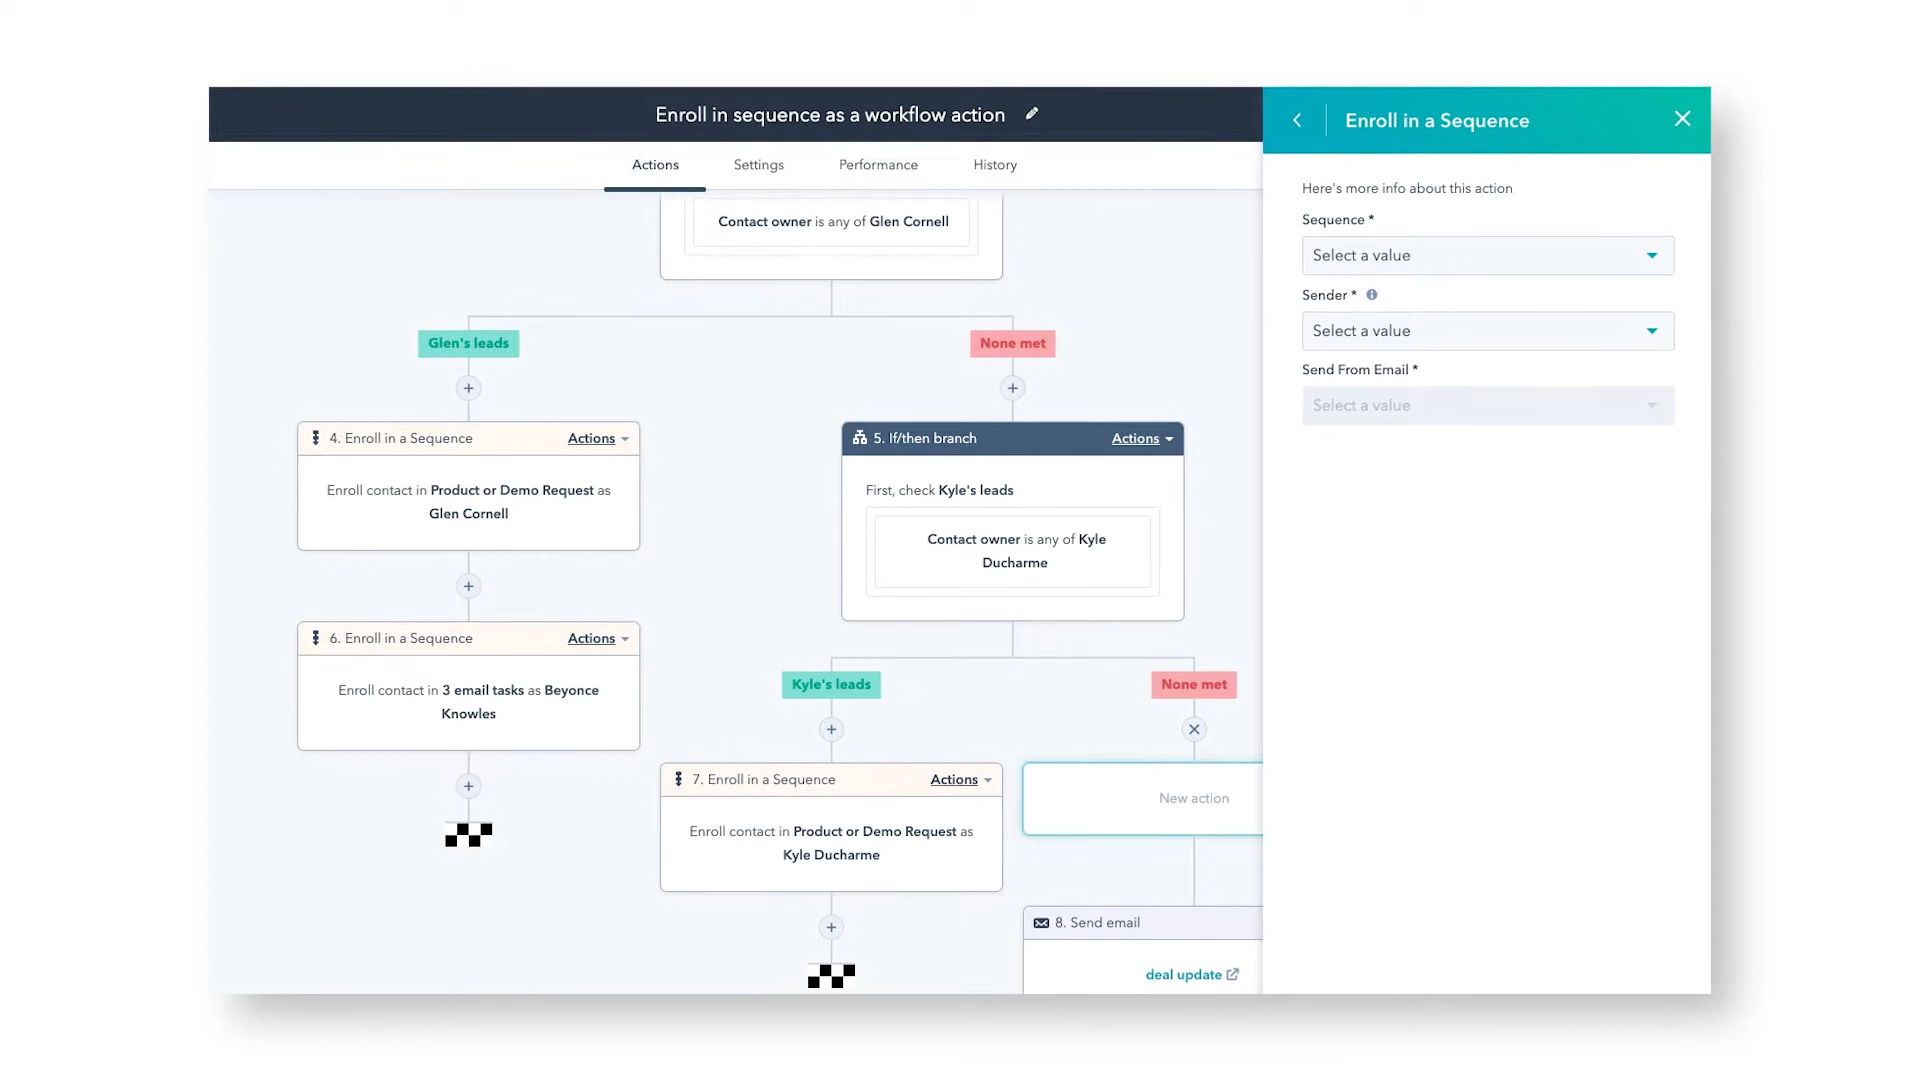 Enroll in sequence as a workflow action
Actions
Settings
Performance
History
Contact owner is any of Glen Cornell
Glen's leads
None met
4. Enroll in a Sequence
Actions
Enroll contact in Product or Demo Request as
Glen Cornell
5. If/then branch
Actions
First, check Kyle's leads
Contact owner is any of Kyle
Ducharme
6. Enroll in a Sequence
Actions
Enroll contact in 3 email tasks as Beyonce
Knowles
Kyle's leads
None met
7. Enroll in a Sequence
Actions
Enroll contact in Product or Demo Request as
Kyle Ducharme
New action
8. Send email
deal update
Enroll in a Sequence
Here's more info about this action
Sequence *
Select a value
Sender *
Select a value
Send From Email *
Select a value